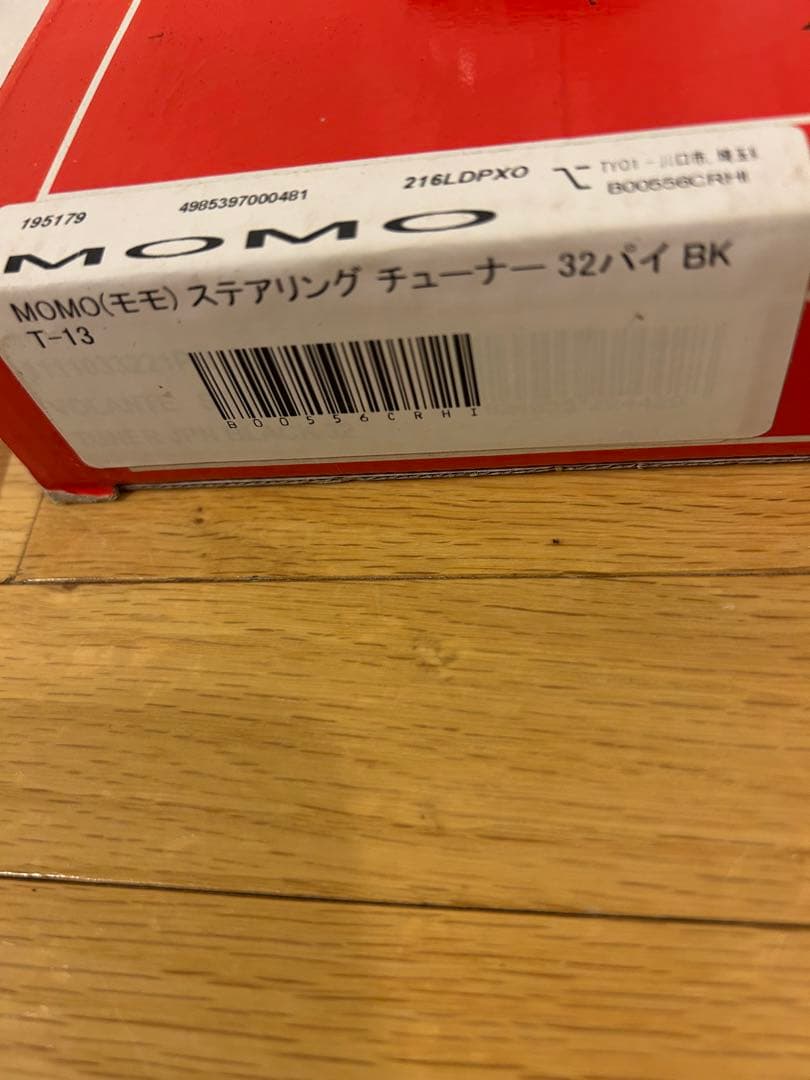 195179 4985397000481 216LDPXO TYO1 - 川口市, 埼玉県
B00556CRHI
MOMO
MOMO(モモ) ステアリング チューナー 32パイ BK
T-13
B00556CRHI